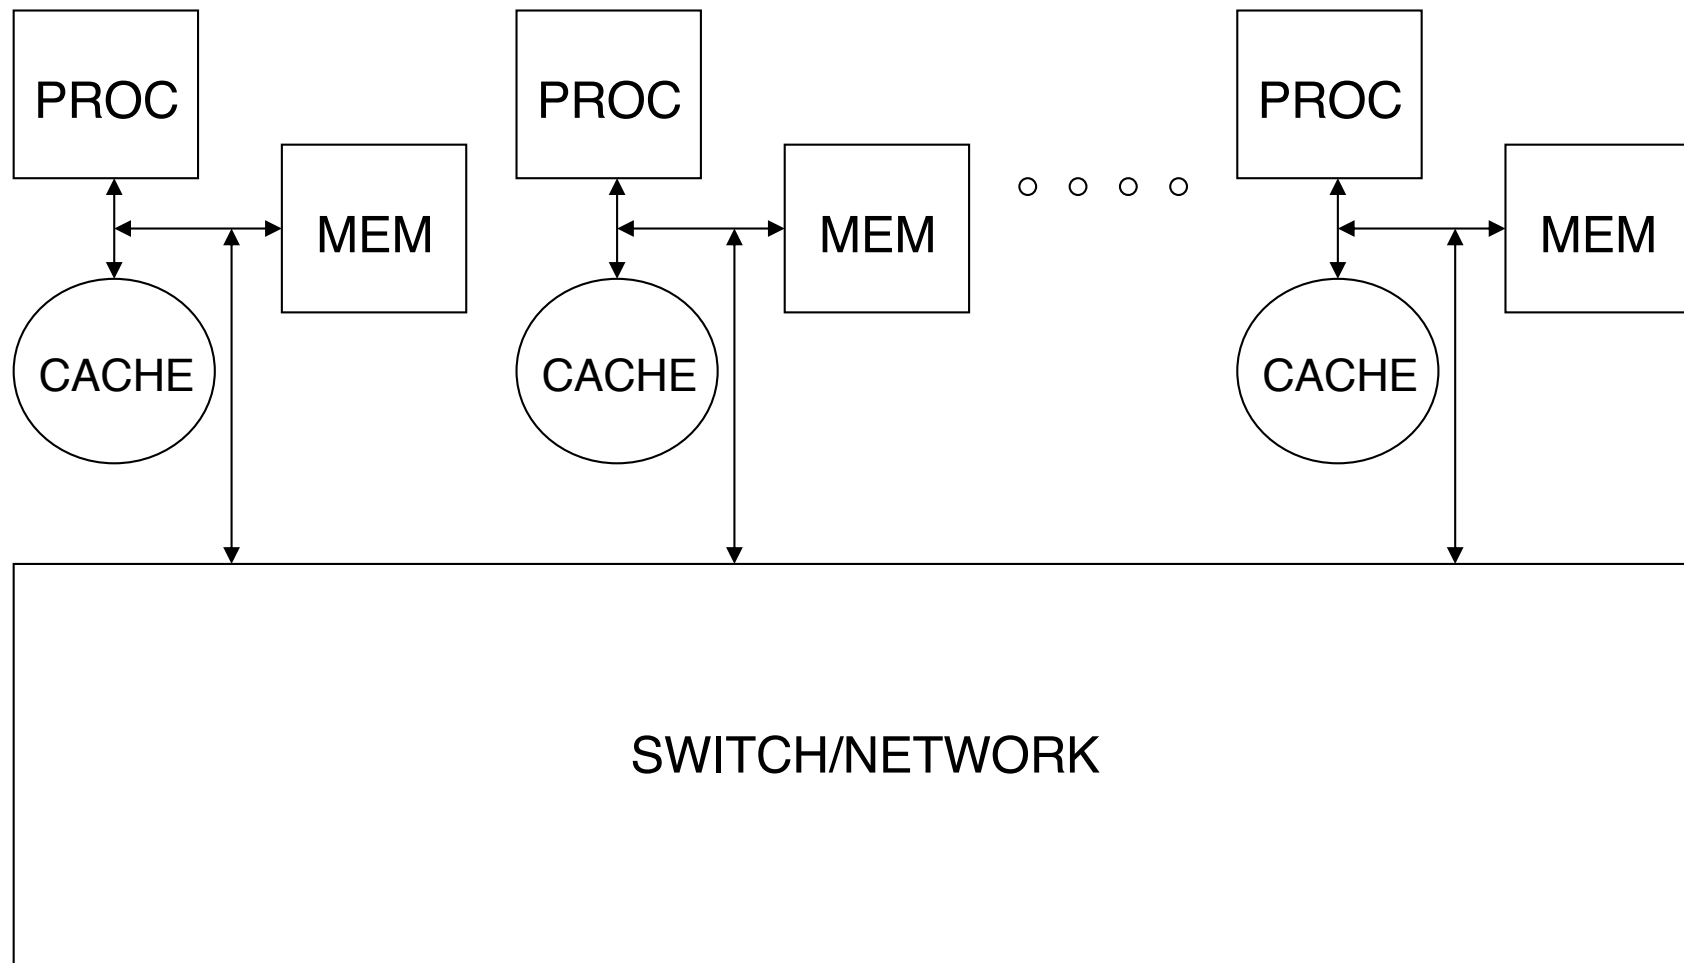 PROC
MEM
CACHE
PROC
MEM
CACHE
PROC
MEM
CACHE
SWITCH/NETWORK